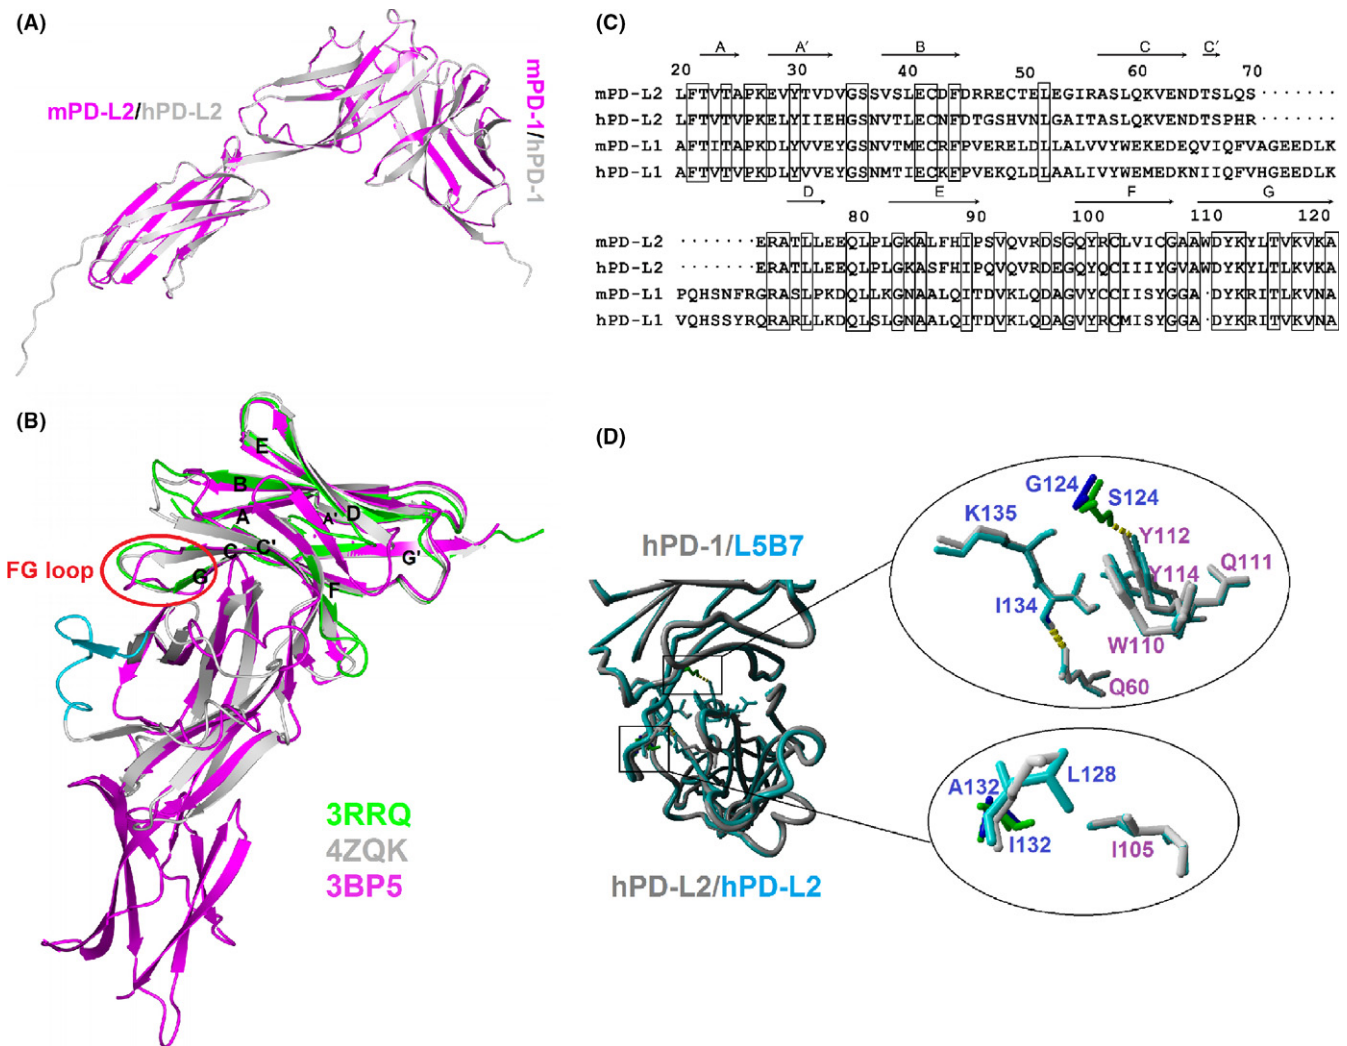 (A)
mPD-L2/hPD-L2
mPD-1/hPD-1
(B)
E
B
A
A'
D
C
C'
G'
FG loop
G
F
3RRQ
4ZQK
3BP5
(C)
A A' B C C'
20 30 40 50 60 70
mPD-L2 LFTVTAPKEVYTVDVGSSVSLECDFDRRECTELEGIRASLQKVENDTSLQS·······
hPD-L2 LFTVTVPKELYIIEHGSNVTLECNFDTGSHVNLGAITASLQKVENDTSPHR·······
mPD-L1 AFTITAPKDLYVVEYGSNVTMECRFPVERELDLLALVVYWEKEDEQVIQFVAGEEDLK
hPD-L1 AFTVTVPKDLYVVEYGSNMTIECKFPVEKQLDLAALIVYWEMEDKNIIQFVHGEEDLK
D E F G
80 90 100 110 120
mPD-L2 ·······ERATLLEEQLPLGKALFHIPSVQVRDSGQYRCLVICGAAWDYKYLTVKVKA
hPD-L2 ·······ERATLLEEQLPLGKASFHIPQVQVRDEGQYQCIIIYGVAWDYKYLTLKVKA
mPD-L1 PQHSNFRGRASLPKDQLLKGNAALQITDVKLQDAGVYCCIISYGGA·DYKRITLKVNA
hPD-L1 VQHSSYRQRARLLKDQLSLGNAALQITDVKLQDAGVYRCMISYGGA·DYKRITVKVNA
(D)
hPD-1/L5B7
hPD-L2/hPD-L2
G124
S124
K135
Y112
Y114
Q111
I134
W110
Q60
A132
L128
I132
I105